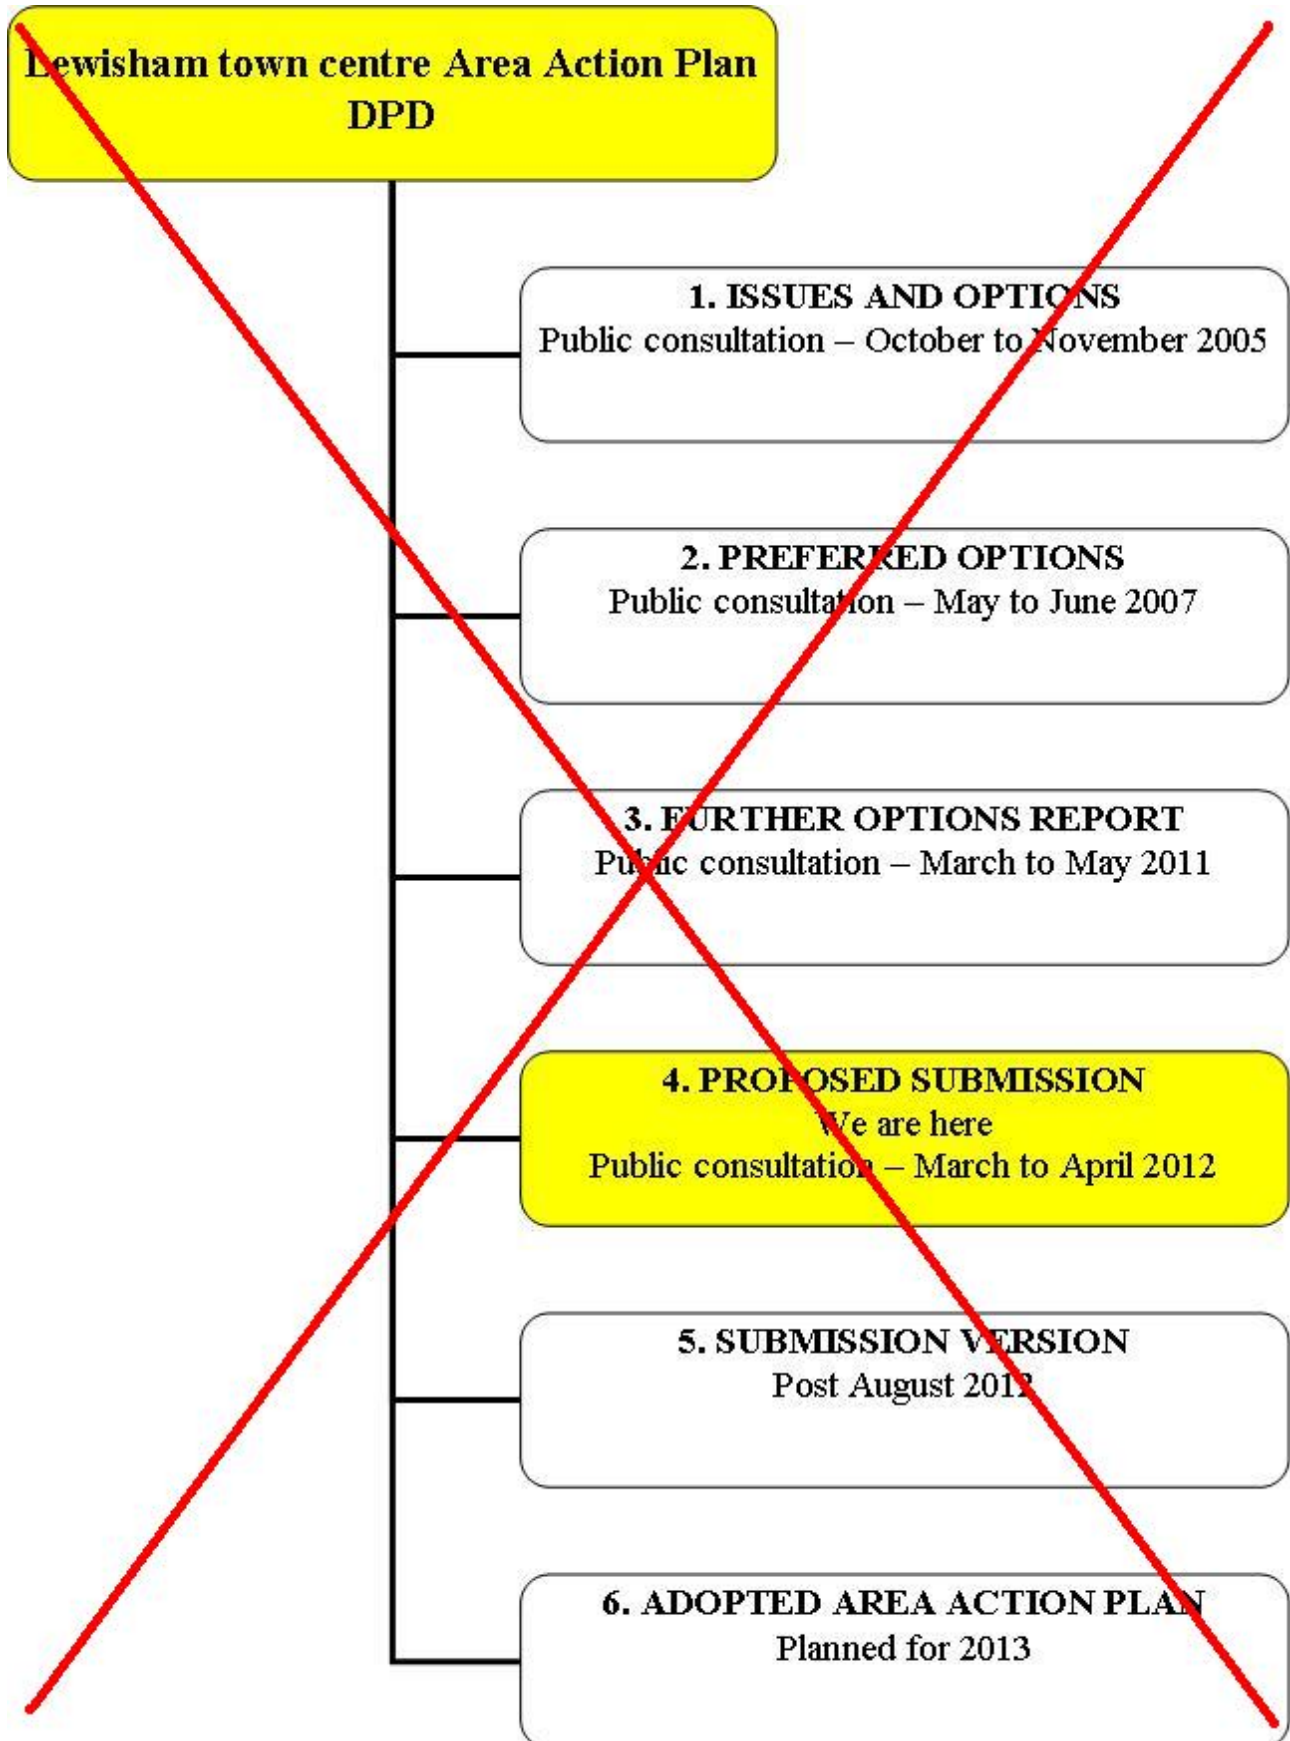 Lewisham town centre Area Action Plan
DPD
1. ISSUES AND OPTIONS
Public consultation – October to November 2005
2. PREFERRED OPTIONS
Public consultation – May to June 2007
3. FURTHER OPTIONS REPORT
Public consultation – March to May 2011
4. PROPOSED SUBMISSION
We are here
Public consultation – March to April 2012
5. SUBMISSION VERSION
Post August 2012
6. ADOPTED AREA ACTION PLAN
Planned for 2013